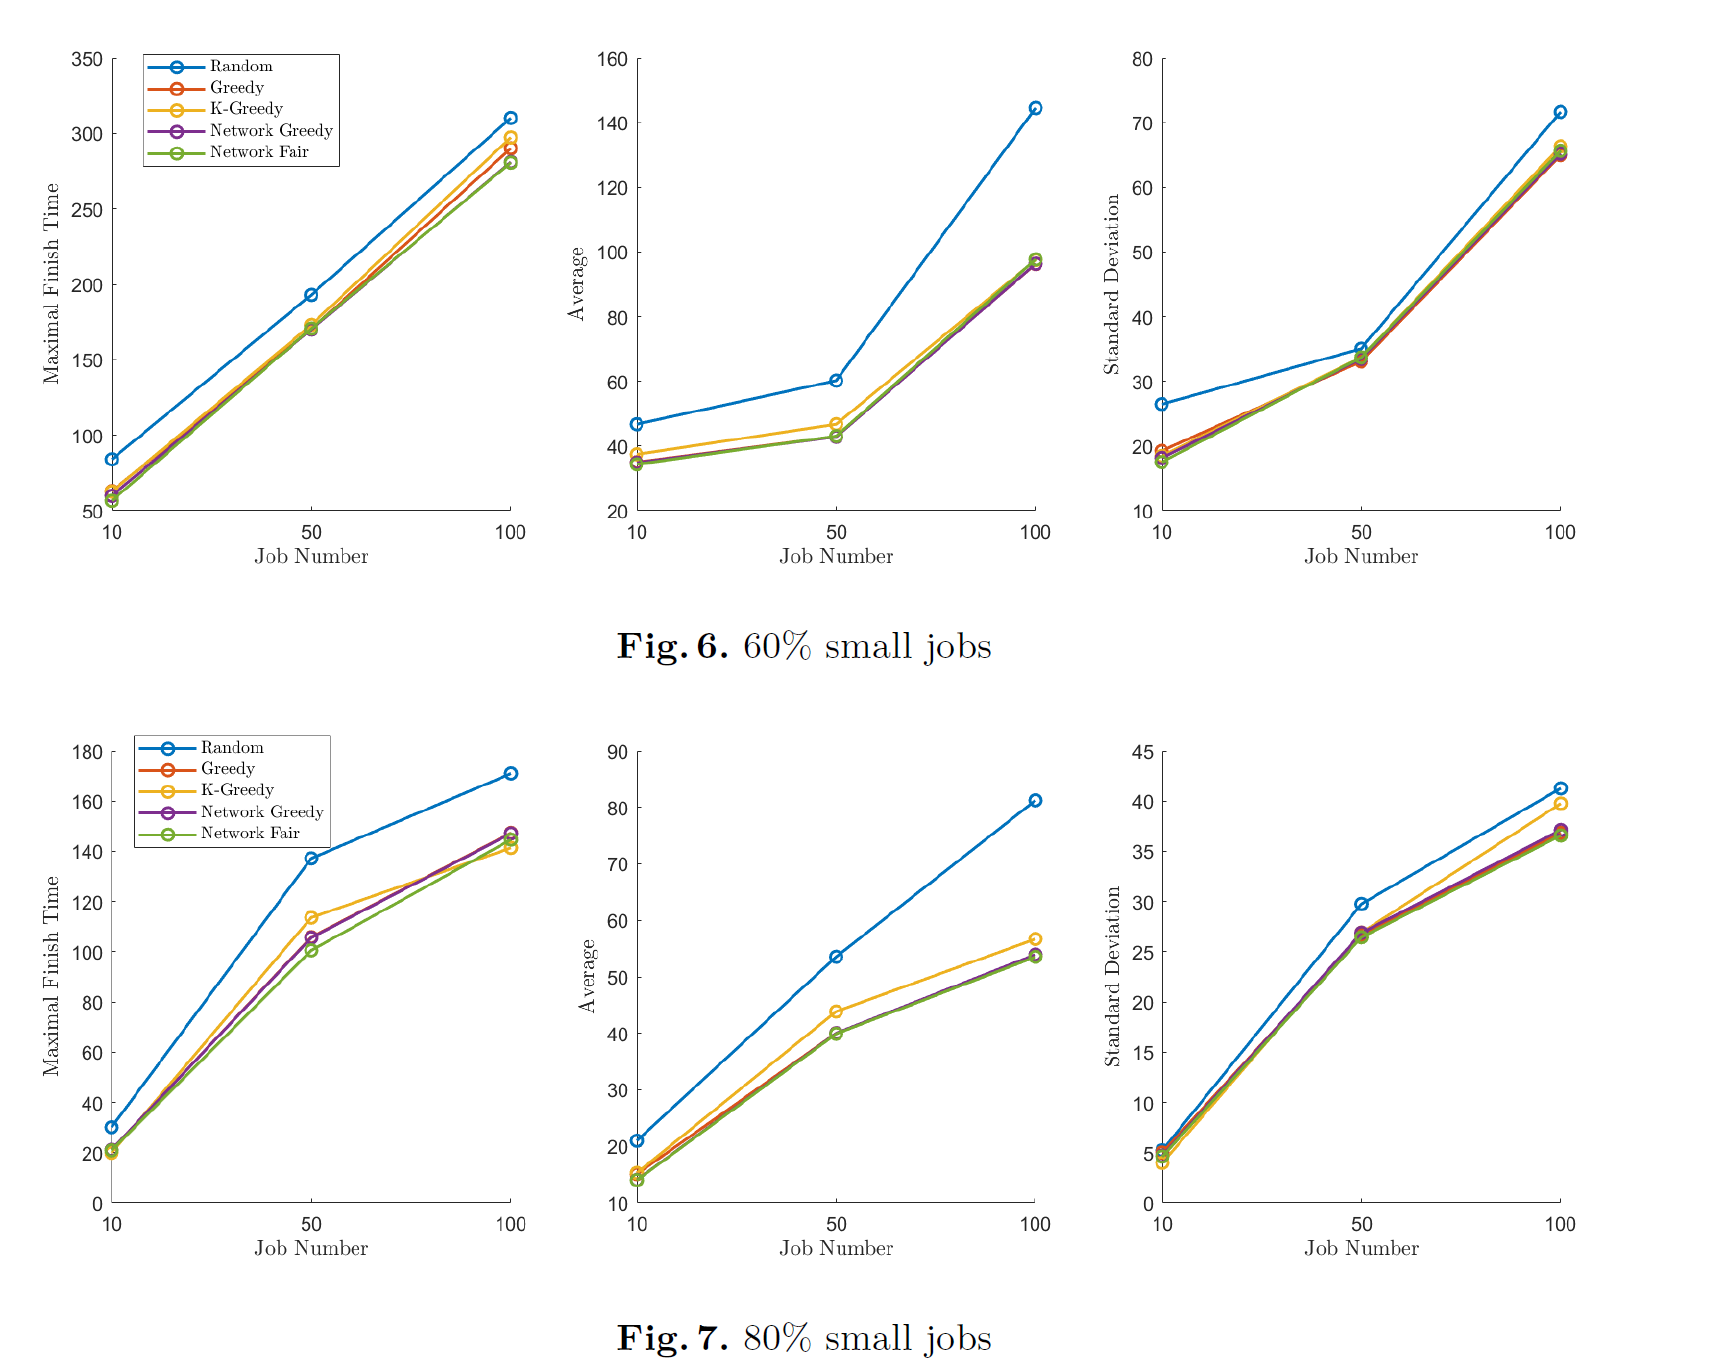 350
300
250
200
150
100
50
Maximal Finish Time
Random
Greedy
K-Greedy
Network Greedy
Network Fair
10 50 100
Job Number
160
140
120
100
80
60
40
20
Average
10 50 100
Job Number
80
70
60
50
40
30
20
10
Standard Deviation
10 50 100
Job Number
Fig. 6. 60% small jobs
180
160
140
120
100
80
60
40
20
0
Maximal Finish Time
Random
Greedy
K-Greedy
Network Greedy
Network Fair
10 50 100
Job Number
90
80
70
60
50
40
30
20
10
Average
10 50 100
Job Number
45
40
35
30
25
20
15
10
5
0
Standard Deviation
10 50 100
Job Number
Fig. 7. 80% small jobs